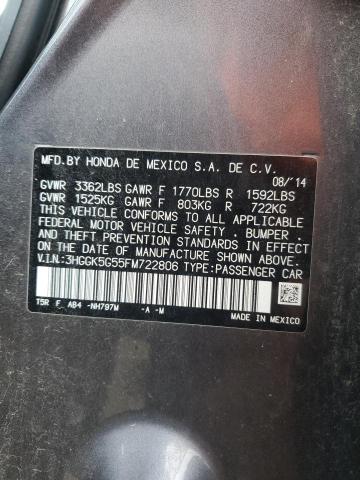 MFD.BY HONDA DE MEXICO S.A. DE C.V.
08/'14
GVWR 3362LBS GAWR F 1770LBS R 1592LBS
GVWR 1525KG GAWR F 803KG R 722KG
THIS VEHICLE CONFORMS TO ALL APPLICABLE
FEDERAL MOTOR VEHICLE SAFETY . BUMPER .
AND THEFT PREVENTION STANDARDS IN EFFECT
ON THE DATE OF MANUFACTURE SHOWN ABOVE.
V.I.N.:3HGGK5G55FM722806 TYPE:PASSENGER CAR
T5R F AB4 -NH797M -A -M
MADE IN MEXICO